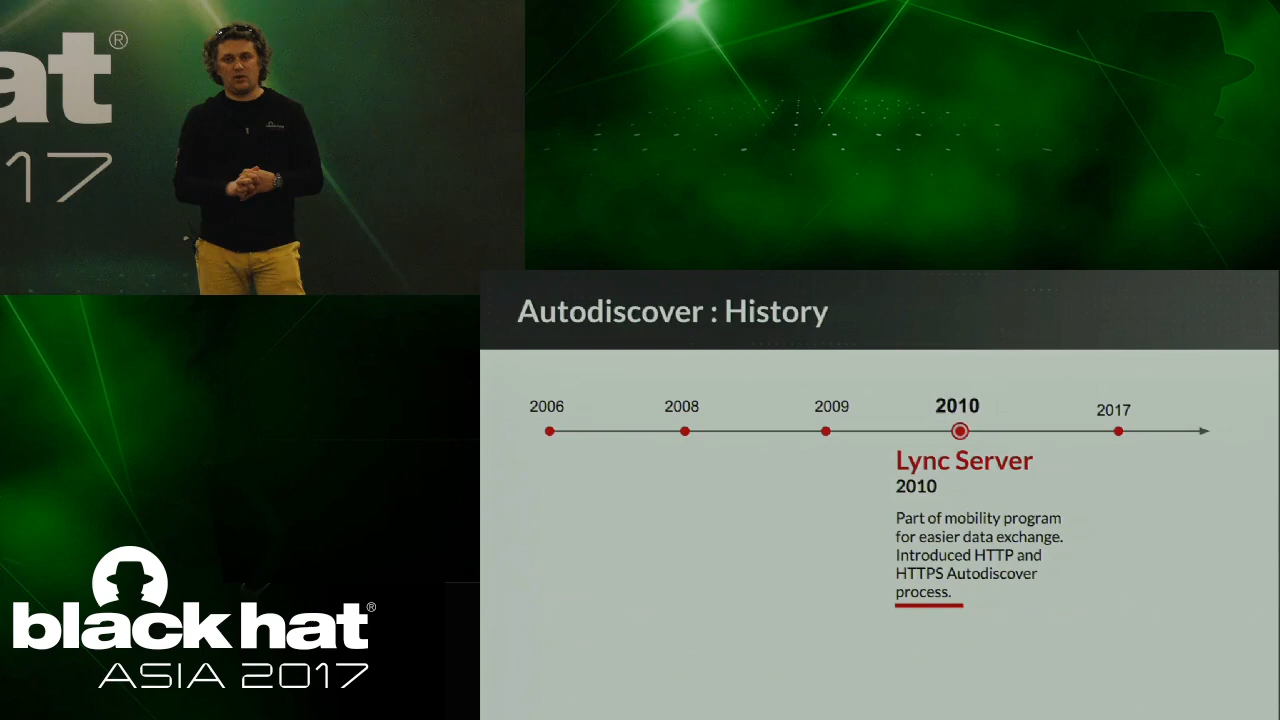 at®
17
Autodiscover : History
2006
2008
2009
2010
2017
Lync Server
2010
Part of mobility program
for easier data exchange.
Introduced HTTP and
HTTPS Autodiscover
process.
black hat®
ASIA 2017